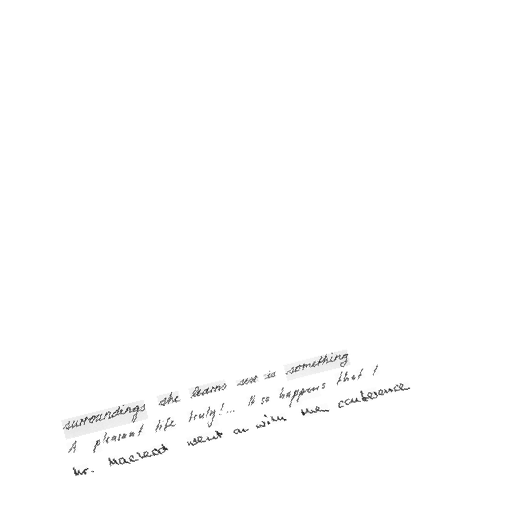 surroundings she learns she is something
A pleasant life truly!... It so happens that I
Mr. Macleod went on with the conference